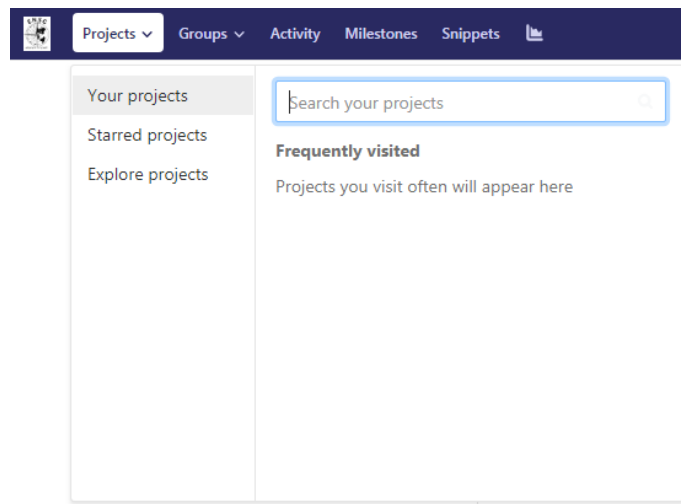 Projects Groups Activity Milestones Snippets
Your projects
Starred projects
Explore projects
Search your projects
Frequently visited
Projects you visit often will appear here